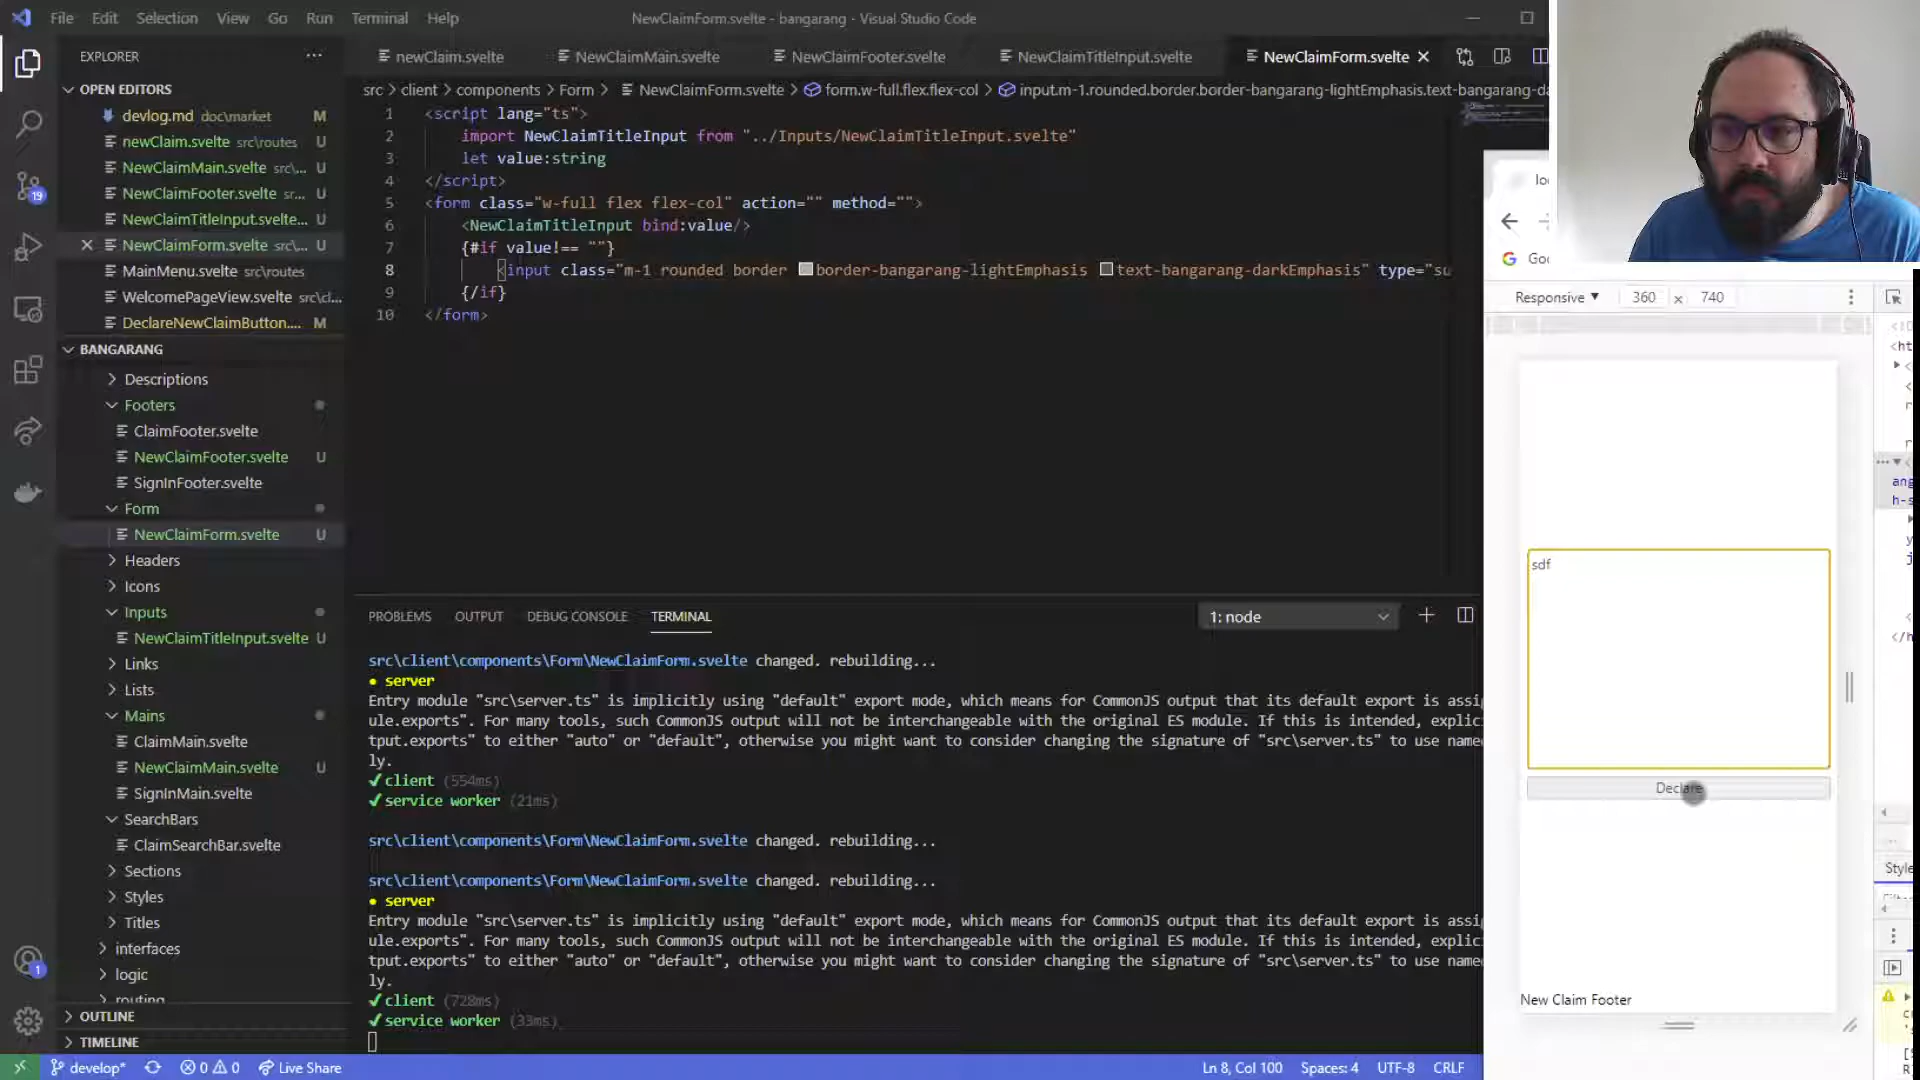 File Edit Selection View Go Run Terminal Help
NewClaimForm.svelte - bangarang - Visual Studio Code
EXPLORER
OPEN EDITORS
devlog.md doc\market M
newClaim.svelte src\routes U
NewClaimMain.svelte src\... U
NewClaimFooter.svelte sr... U
NewClaimTitleInput.svelte... U
NewClaimForm.svelte src\... U
MainMenu.svelte src\routes
WelcomePageView.svelte src\cl...
DeclareNewClaimButton.... M
BANGARANG
Descriptions
Footers
ClaimFooter.svelte
NewClaimFooter.svelte U
SignInFooter.svelte
Form
NewClaimForm.svelte U
Headers
Icons
Inputs
NewClaimTitleInput.svelte U
Links
Lists
Mains
ClaimMain.svelte
NewClaimMain.svelte U
SignInMain.svelte
SearchBars
ClaimSearchBar.svelte
Sections
Styles
Titles
interfaces
logic
routing
OUTLINE
TIMELINE
19
1
newClaim.svelte NewClaimMain.svelte NewClaimFooter.svelte NewClaimTitleInput.svelte NewClaimForm.svelte
src > client > components > Form > NewClaimForm.svelte > form.w-full.flex.flex-col > input.m-1.rounded.border.border-bangarang-lightEmphasis.text-bangarang-da
1 <script lang="ts">
2 import NewClaimTitleInput from "../Inputs/NewClaimTitleInput.svelte"
3 let value:string
4 </script>
5 <form class="w-full flex flex-col" action="" method="">
6 <NewClaimTitleInput bind:value/>
7 {#if value!== ""}
8 <input class="m-1 rounded border border-bangarang-lightEmphasis text-bangarang-darkEmphasis" type="su
9 {/if}
10 </form>
PROBLEMS OUTPUT DEBUG CONSOLE TERMINAL
1: node
src\client\components\Form\NewClaimForm.svelte changed. rebuilding...
• server
Entry module "src\server.ts" is implicitly using "default" export mode, which means for CommonJS output that its default export is assig
ule.exports". For many tools, such CommonJS output will not be interchangeable with the original ES module. If this is intended, explici
tput.exports" to either "auto" or "default", otherwise you might want to consider changing the signature of "src\server.ts" to use name
ly.
✔client (554ms)
✔service worker (21ms)
src\client\components\Form\NewClaimForm.svelte changed. rebuilding...
src\client\components\Form\NewClaimForm.svelte changed. rebuilding...
• server
Entry module "src\server.ts" is implicitly using "default" export mode, which means for CommonJS output that its default export is assig
ule.exports". For many tools, such CommonJS output will not be interchangeable with the original ES module. If this is intended, explici
tput.exports" to either "auto" or "default", otherwise you might want to consider changing the signature of "src\server.ts" to use name
ly.
✔client (728ms)
✔service worker (33ms)
develop* 0 0 Live Share
Ln 8, Col 100 Spaces: 4 UTF-8 CRLF
Responsive 360 x 740
sdf
Declare
New Claim Footer